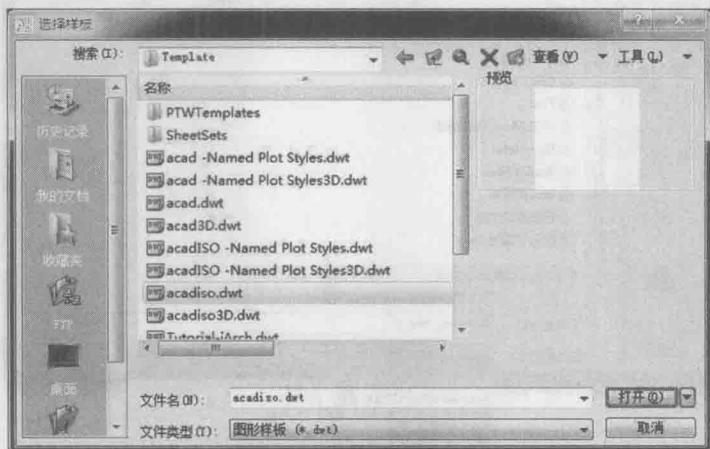 选择样板
搜索(I):
Template
查看(V)
工具(L)
名称
预览
PTWTemplates
SheetSets
acad -Named Plot Styles.dwt
acad -Named Plot Styles3D.dwt
acad.dwt
acad3D.dwt
acadISO -Named Plot Styles.dwt
acadISO -Named Plot Styles3D.dwt
acadiso.dwt
acadiso3D.dwt
Tutorial-iArch.dwt
历史记录
我的文档
收藏夹
FTP
桌面
文件名(N):
acadiso.dwt
打开(O)
文件类型(T):
图形样板 (*.dwt)
取消